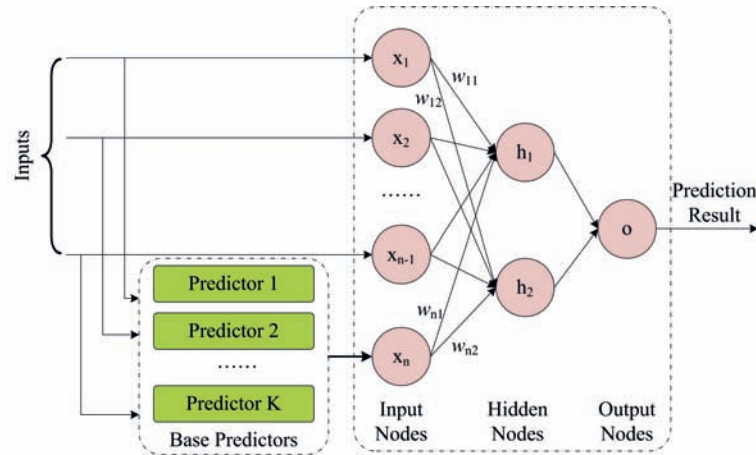 Inputs
x1
x2
......
xn-1
xn
w11
w12
wn1
wn2
h1
h2
o
Prediction
Result
Predictor 1
Predictor 2
......
Predictor K
Base Predictors
Input
Nodes
Hidden
Nodes
Output
Nodes